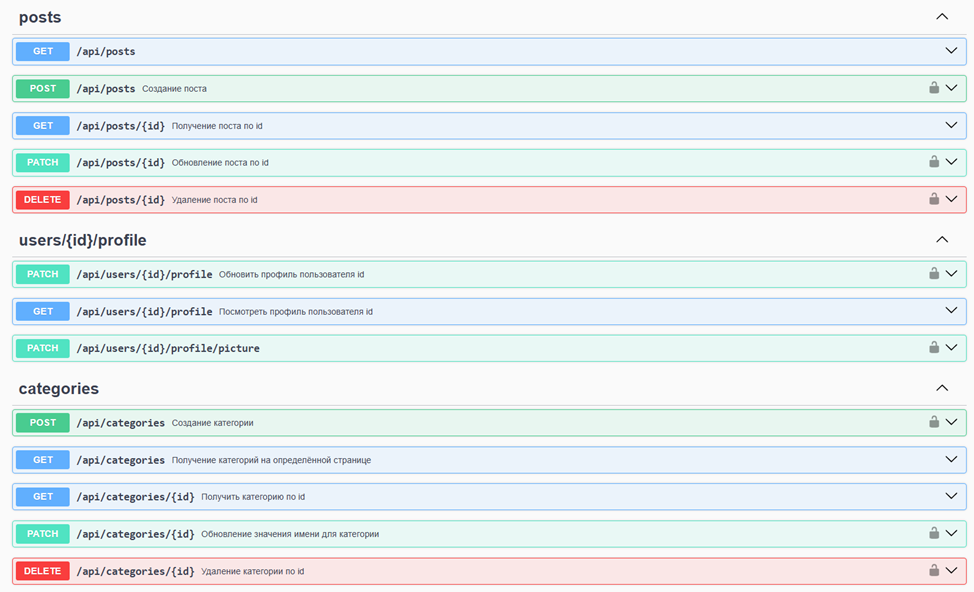 posts
GET /api/posts
POST /api/posts Создание поста
GET /api/posts/{id} Получение поста по id
PATCH /api/posts/{id} Обновление поста по id
DELETE /api/posts/{id} Удаление поста по id
users/{id}/profile
PATCH /api/users/{id}/profile Обновить профиль пользователя id
GET /api/users/{id}/profile Посмотреть профиль пользователя id
PATCH /api/users/{id}/profile/picture
categories
POST /api/categories Создание категории
GET /api/categories Получение категорий на определённой странице
GET /api/categories/{id} Получить категорию по id
PATCH /api/categories/{id} Обновление значения имени для категории
DELETE /api/categories/{id} Удаление категории по id